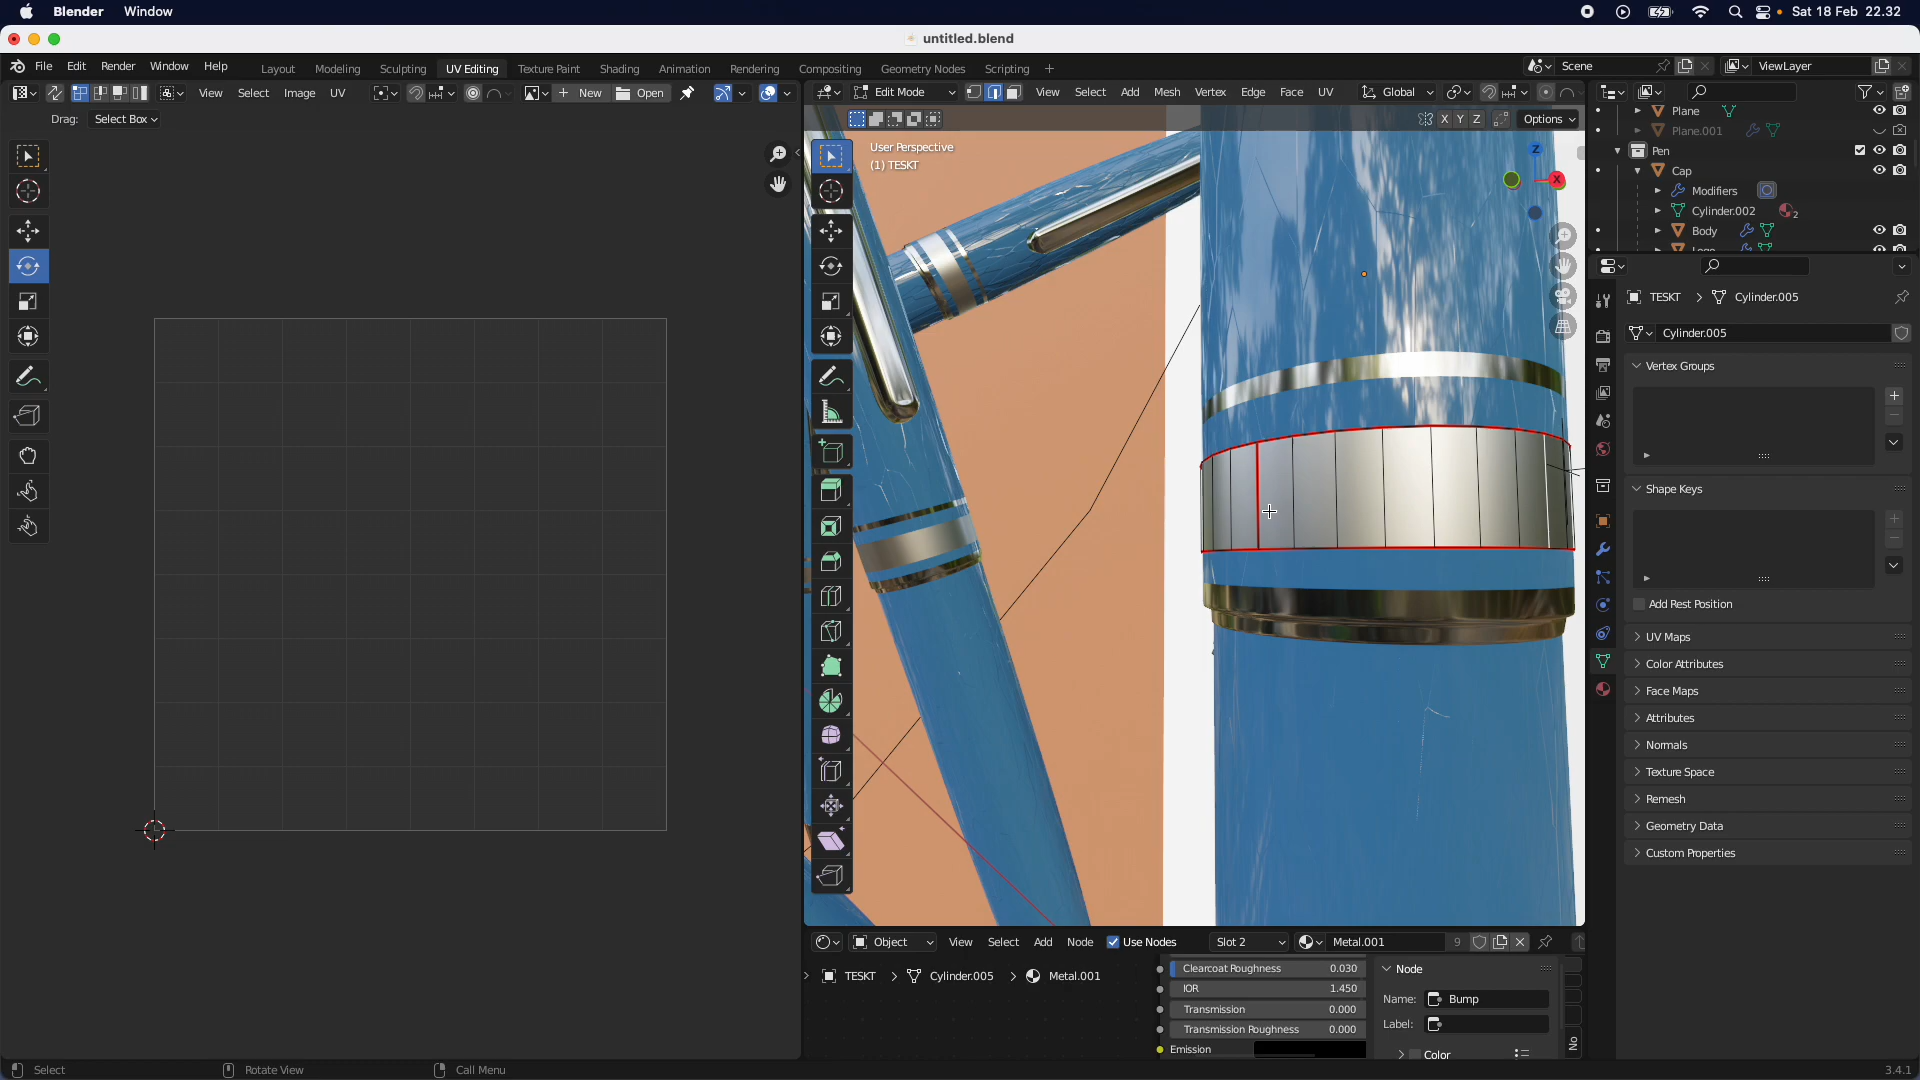 Blender Window Sat 18 Feb 22.32
untitled.blend
File Edit Render Window Help Layout Modeling Sculpting UV Editing Texture Paint Shading Animation Rendering Compositing Geometry Nodes Scripting + Scene ViewLayer
View Select Image UV New Open Edit Mode View Select Add Mesh Vertex Edge Face UV Global
Drag: Select Box X Y Z Options
User Perspective
(1) TESKT
Z
X
Plane
Plane.001
Pen
Cap
Modifiers
Cylinder.002 2
Body
TESKT > Cylinder.005
Cylinder.005
Vertex Groups
Shape Keys
Add Rest Position
UV Maps
Color Attributes
Face Maps
Attributes
Normals
Texture Space
Remesh
Geometry Data
Custom Properties
Object View Select Add Node Use Nodes Slot 2 Metal.001 9
TESKT > Cylinder.005 > Metal.001
Clearcoat Roughness 0.030
IOR 1.450
Transmission 0.000
Transmission Roughness 0.000
Emission
Node
Name: Bump
Label:
Color
No
Select Rotate View Call Menu 3.4.1